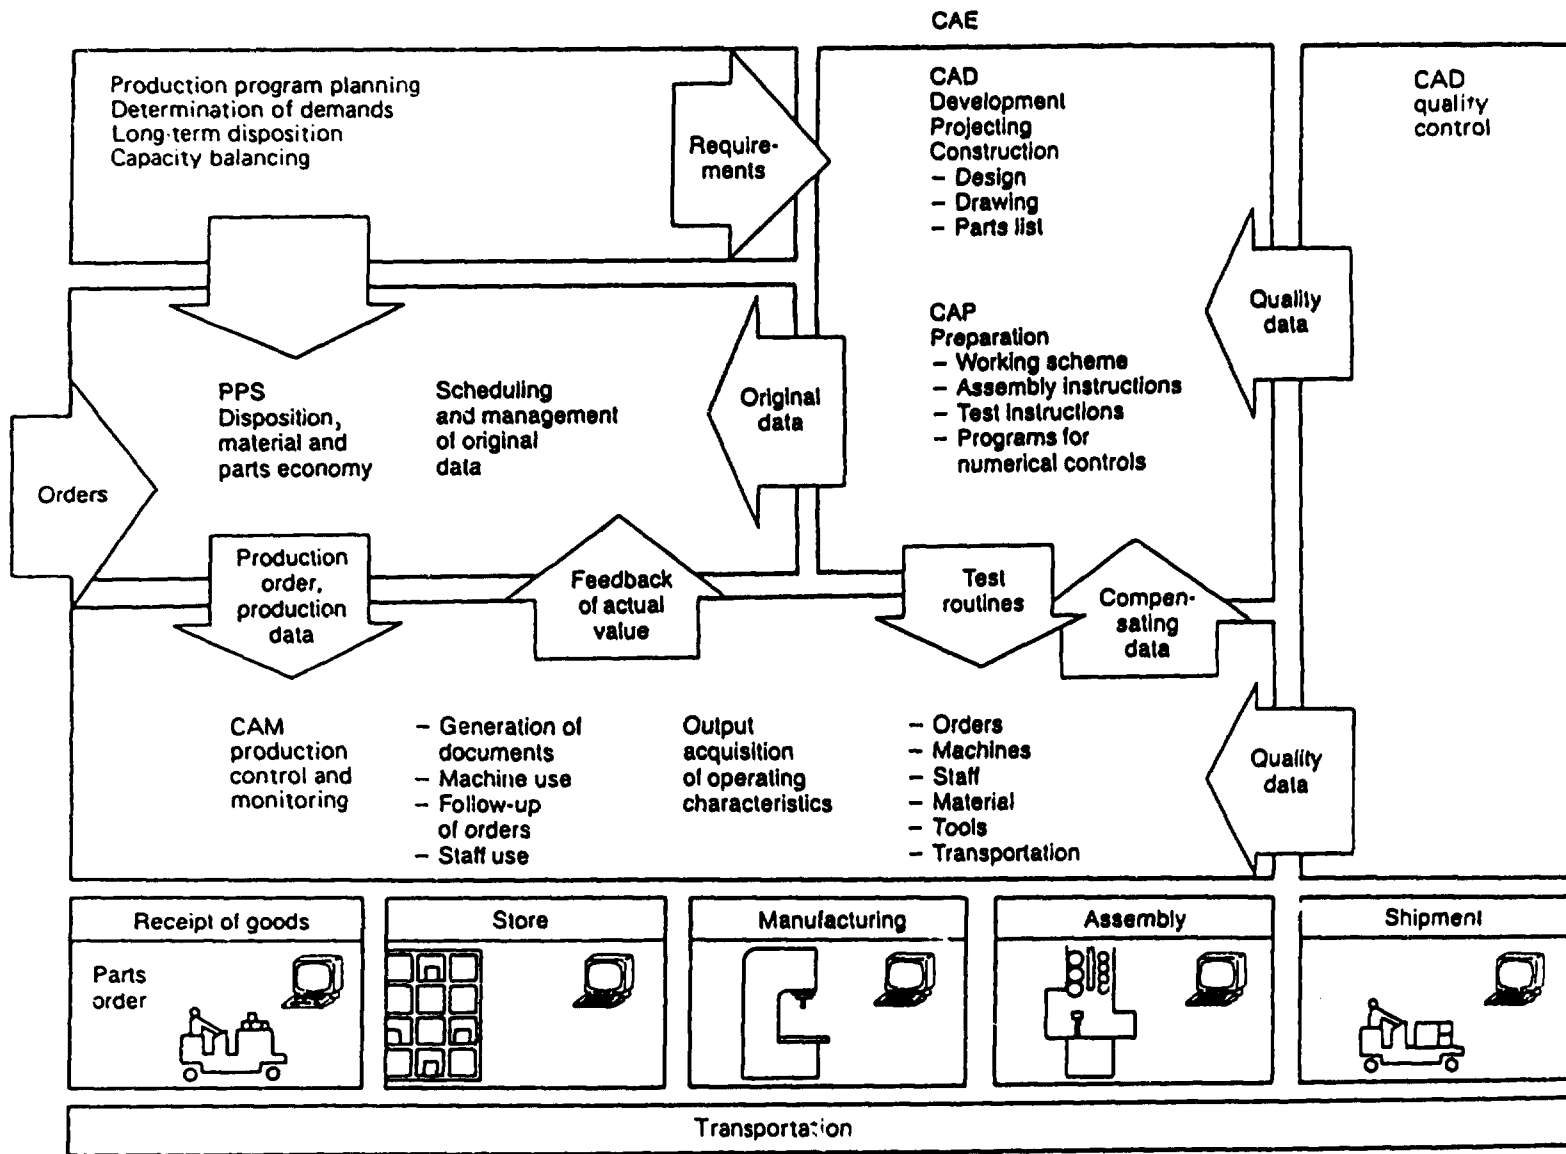 CAE
Production program planning
Determination of demands
Long-term disposition
Capacity balancing
Require-
ments
CAD
Development
Projecting
Construction
– Design
– Drawing
– Parts list
CAD
quality
control
CAP
Preparation
– Working scheme
– Assembly instructions
– Test instructions
– Programs for
numerical controls
Quality
data
Original
data
PPS
Disposition,
material and
parts economy
Scheduling
and management
of original
data
Orders
Production
order,
production
data
Feedback
of actual
value
Test
routines
Compen-
sating
data
CAM
production
control and
monitoring
– Generation of
documents
– Machine use
– Follow-up
of orders
– Staff use
Output
acquisition
of operating
characteristics
– Orders
– Machines
– Staff
– Material
– Tools
– Transportation
Quality
data
Receipt of goods
Store
Manufacturing
Assembly
Shipment
Parts
order
Transportation